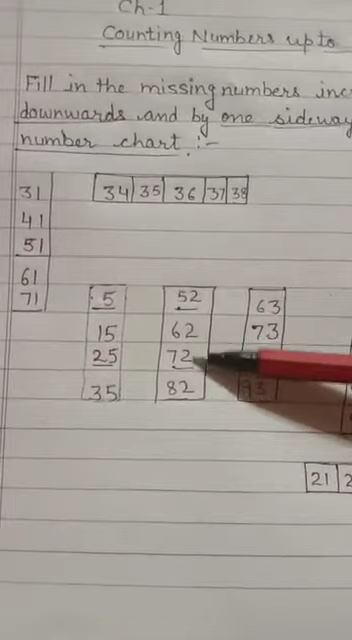 Ch-1
Counting Numbers up to
Fill in the missing numbers inc
downwards and by one sideway
number chart :-
31
41
51
61
71
34 35 36 37 38
5
15
25
35
52
62
72
82
63
73
93
21 2